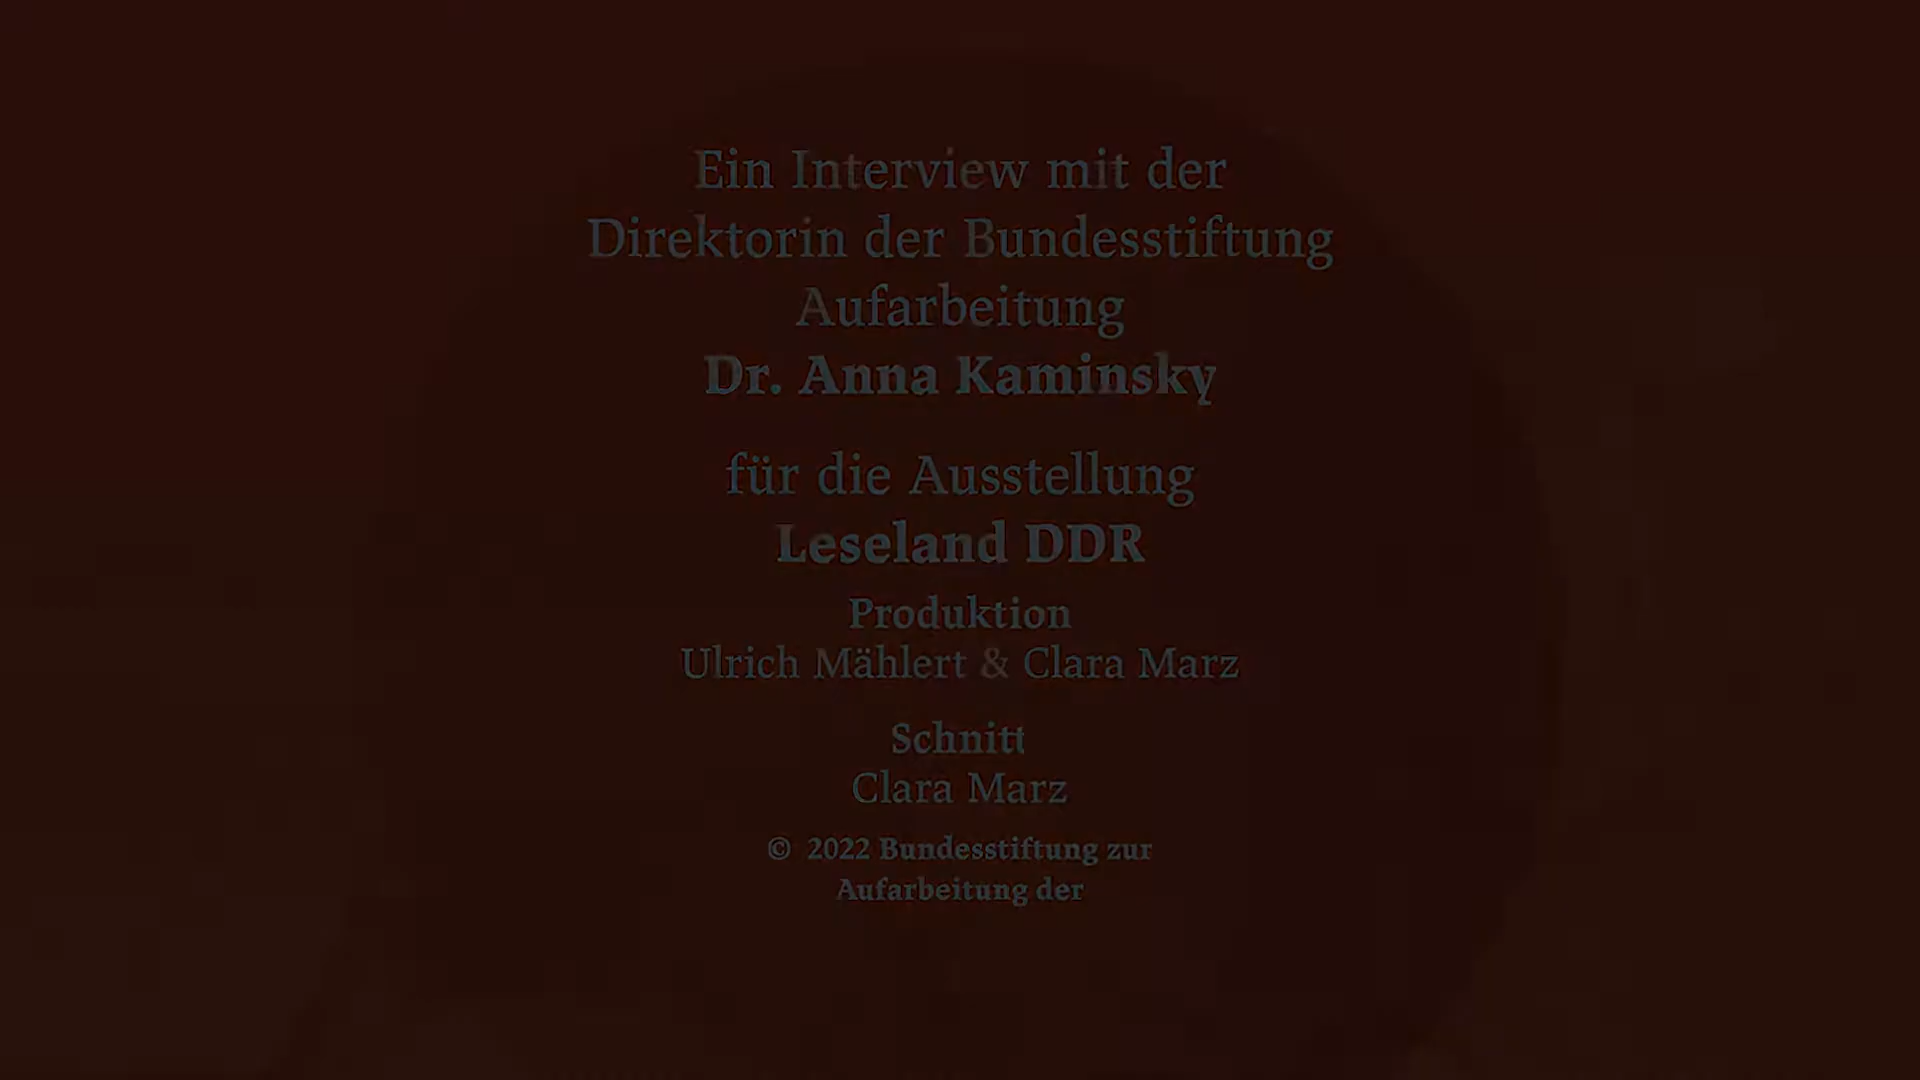 Ein Interview mit der
Direktorin der Bundesstiftung
Aufarbeitung
Dr. Anna Kaminsky
für die Ausstellung
Leseland DDR
Produktion
Ulrich Mählert & Clara Marz
Schnitt
Clara Marz
© 2022 Bundesstiftung zur
Aufarbeitung der